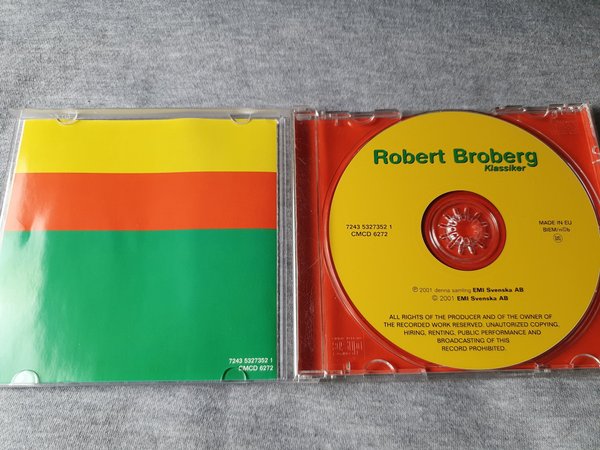 7243 5327352 1
CMCD 6272
Robert Broberg
Klassiker
7243 5327352 1
CMCD 6272
MADE IN EU
BIEM/n©b
℗ 2001 denna samling EMI Svenska AB
© 2001 EMI Svenska AB
ALL RIGHTS OF THE PRODUCER AND OF THE OWNER OF
THE RECORDED WORK RESERVED. UNAUTORIZED COPYING,
HIRING, RENTING, PUBLIC PERFORMANCE AND
BROADCASTING OF THIS
RECORD PROHIBITED.